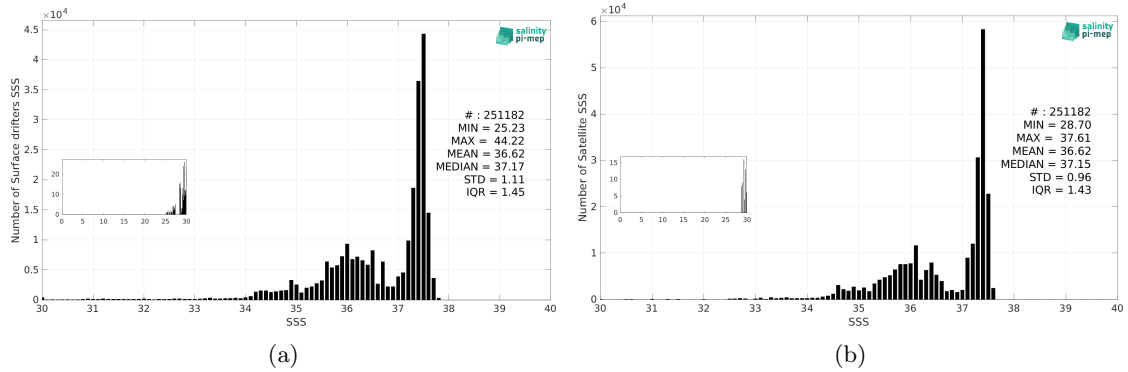 ×10^4
4.5
4
3.5
3
2.5
2
1.5
1
0.5
0
Number of Surface drifters SSS
salinity
pi-mep
# : 251182
MIN = 25.23
MAX = 44.22
MEAN = 36.62
MEDIAN = 37.17
STD = 1.11
IQR = 1.45
20
10
0
0 5 10 15 20 25 30
30 31 32 33 34 35 36 37 38 39 40
SSS
(a)
×10^4
6
5
4
3
2
1
0
Number of Satellite SSS
salinity
pi-mep
# : 251182
MIN = 28.70
MAX = 37.61
MEAN = 36.62
MEDIAN = 37.15
STD = 0.96
IQR = 1.43
15
10
5
0
0 5 10 15 20 25 30
30 31 32 33 34 35 36 37 38 39 40
SSS
(b)